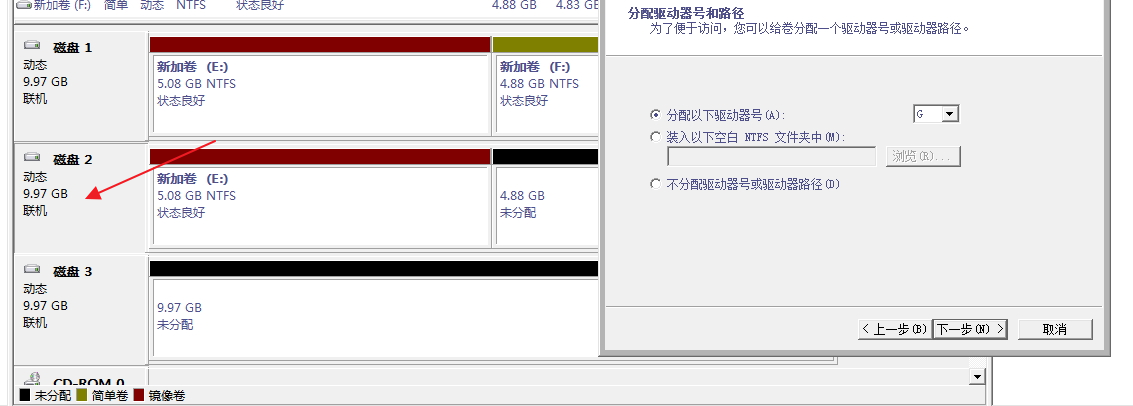 新加卷 (F:) 简单 动态 NTFS 状态良好 4.88 GB 4.83 G
磁盘 1
动态
9.97 GB
联机
新加卷 (E:)
5.08 GB NTFS
状态良好
新加卷 (F:)
4.88 GB NTFS
状态良好
磁盘 2
动态
9.97 GB
联机
新加卷 (E:)
5.08 GB NTFS
状态良好
4.88 GB
未分配
磁盘 3
动态
9.97 GB
联机
9.97 GB
未分配
CD-ROM 0
未分配 简单卷 镜像卷
分配驱动器号和路径
为了便于访问，您可以给卷分配一个驱动器号或驱动器路径。
分配以下驱动器号(A): G
装入以下空白 NTFS 文件夹中(M):
浏览(R)...
不分配驱动器号或驱动器路径(D)
< 上一步(B) 下一步(N) > 取消